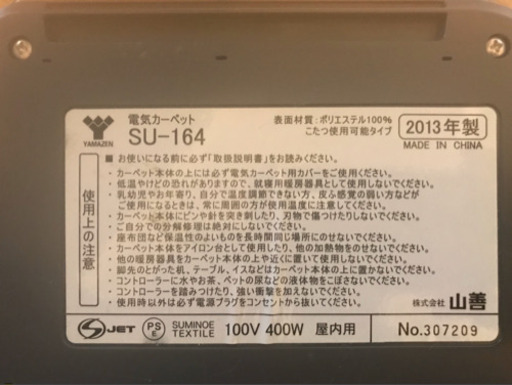 YAMAZEN
電気カーペット
SU-164
表面材質:ポリエステル100%
こたつ使用可能タイプ
2013年製
MADE IN CHINA
使用上の注意
■お使いになる前に必ず「取扱説明書」をお読みください。
・カーペット本体の上には必ず電気カーペット用カバーをご使用ください。
・低温やけどの恐れがありますので、就寝用暖房器具として使用しないでください。
・乳幼児やお年寄り、自分で温度調節できない方、皮ふ感覚の弱い方などが
ご使用になるときは、常に周囲の方が使用温度に注意してください。
・カーペット本体にピンや針を突き刺したり、刃物で傷つけたりしないでください。
・ご自分での分解修理は絶対にしないでください。
・座布団など保温性のよいものを長時間同じ場所にのせないでください。
・カーペット本体をアイロン台として使用したり、他の加熱物をのせないでください。
・他の暖房器具をカーペット本体の上や近くに置いて使用しないでください。
・脚先のとがった机、テーブル、イスなどはカーペット本体の上に置かないでください。
・コントローラーに水やお茶、ペットの尿などの液体物をこぼさないでください。
・コントローラーを踏みつけたり、強い衝撃を加えないでください。
・使用時以外は必ず電源プラグをコンセントから抜いてください。
株式会社 山善
S JET
PS E
SUMINOE
TEXTILE
100V 400W 屋内用
No.307209